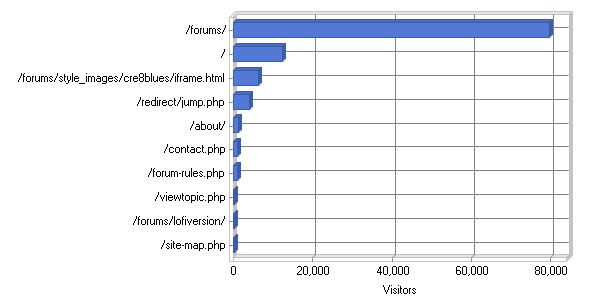 /forums/
/
/forums/style_images/cre8blues/iframe.html
/redirect/jump.php
/about/
/contact.php
/forum-rules.php
/viewtopic.php
/forums/lofiversion/
/site-map.php
0 20,000 40,000 60,000 80,000
Visitors